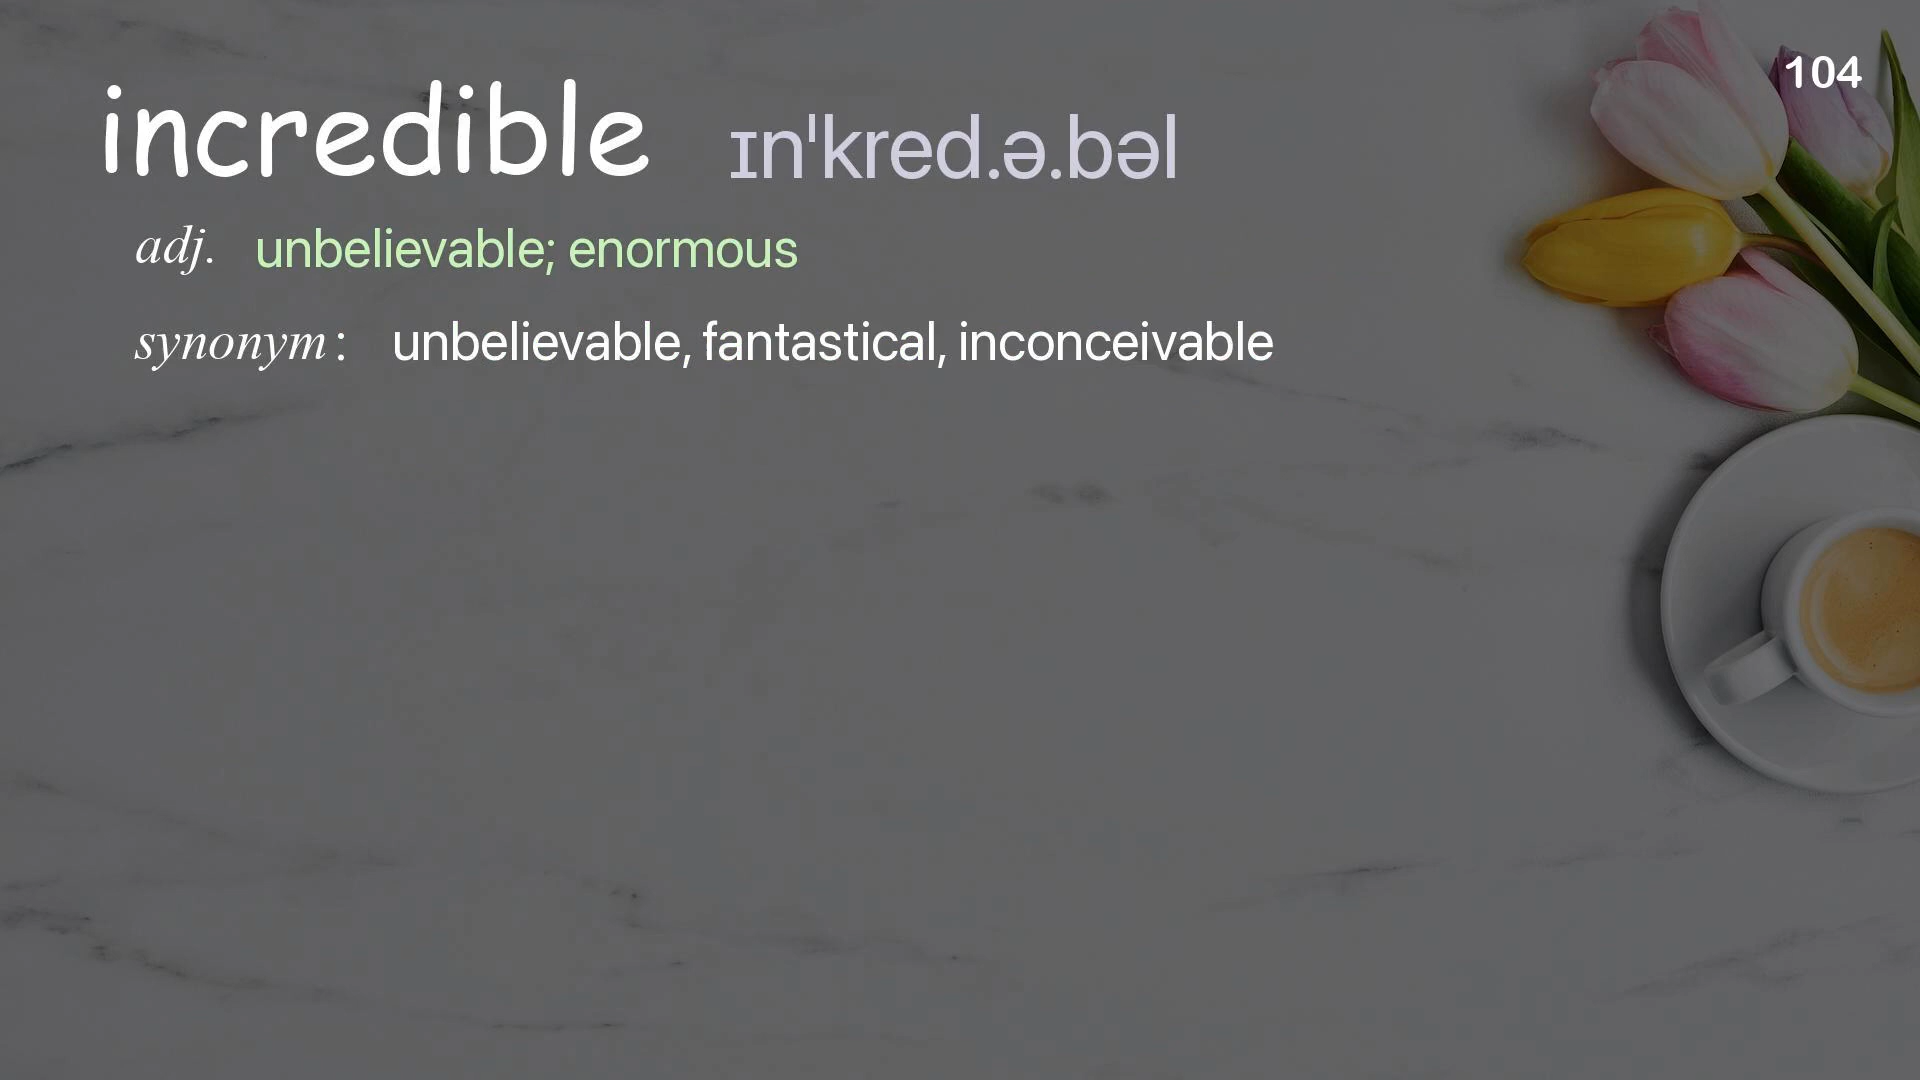 104
incredible ɪnˈkred.ə.bəl
adj. unbelievable; enormous
synonym: unbelievable, fantastical, inconceivable